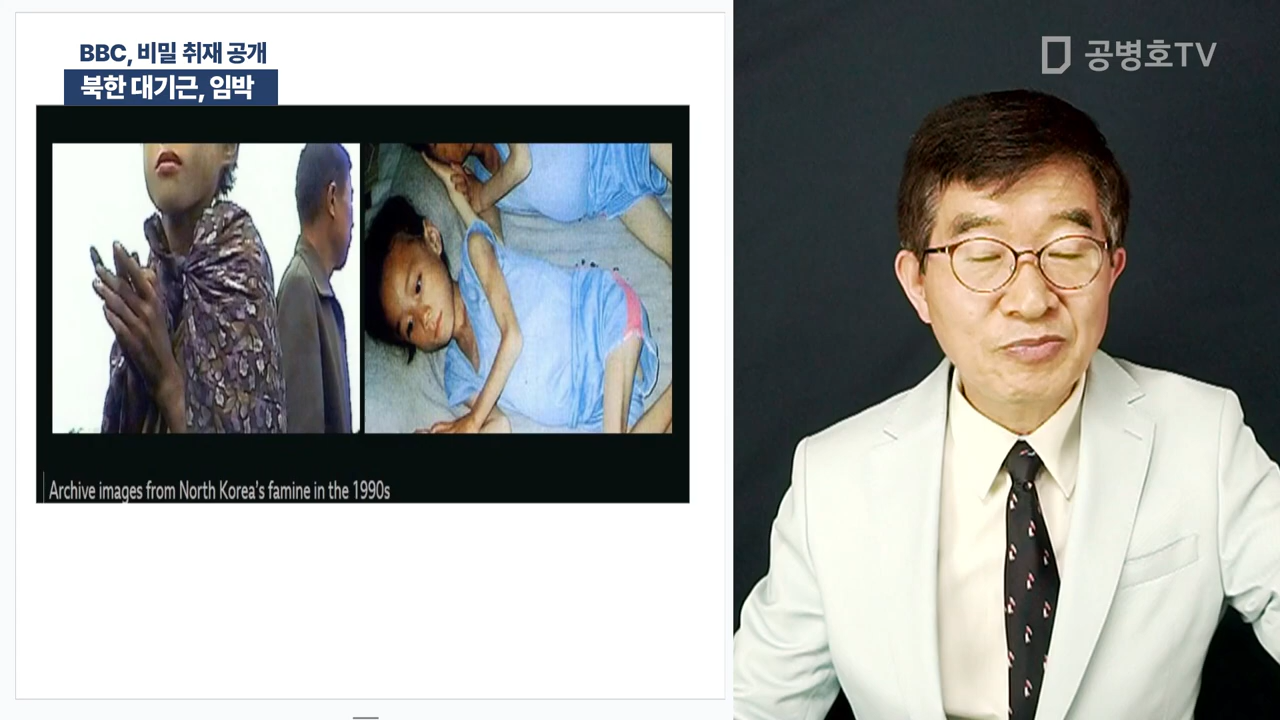 BBC, 비밀 취재 공개
북한 대기근, 임박
공병호TV
Archive images from North Korea's famine in the 1990s